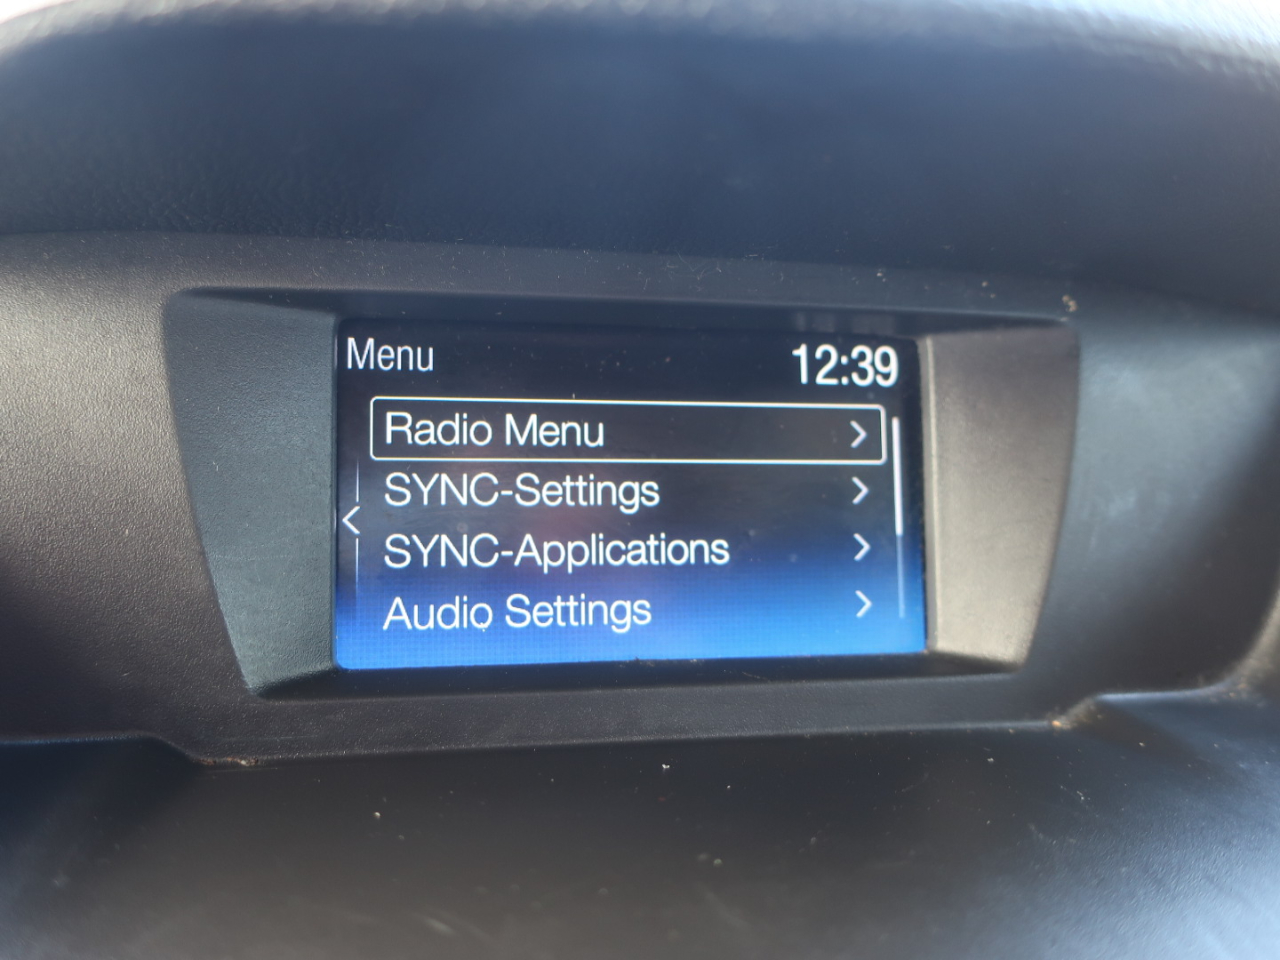 Menu 12:39
Radio Menu
SYNC-Settings
SYNC-Applications
Audio Settings